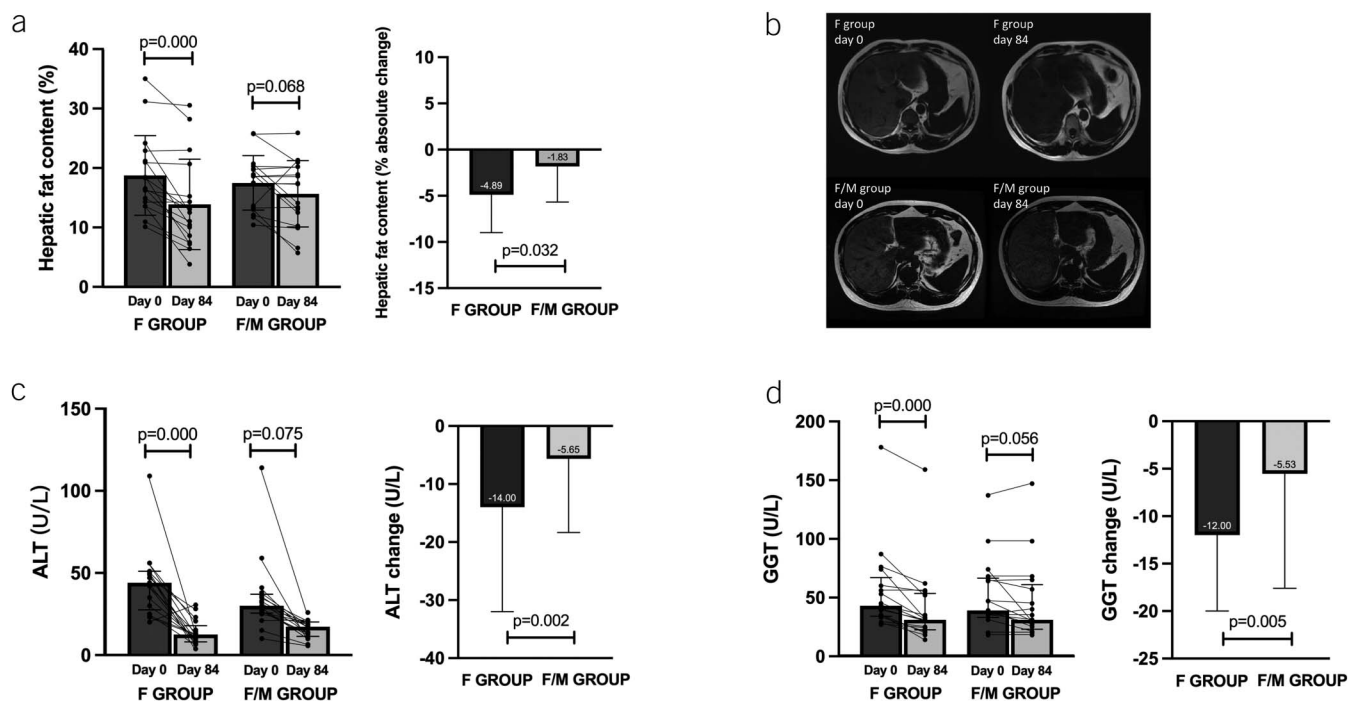 a
p=0.000
p=0.068
Hepatic fat content (%)
40
30
20
10
0
Day 0 Day 84 Day 0 Day 84
F GROUP F/M GROUP
Hepatic fat content (% absolute change)
10
5
0
-5
-10
-15
-4.89
-1.83
p=0.032
F GROUP F/M GROUP
b
F group
day 0
F group
day 84
F/M group
day 0
F/M group
day 84
c
ALT (U/L)
150
100
50
0
p=0.000
p=0.075
Day 0 Day 84 Day 0 Day 84
F GROUP F/M GROUP
ALT change (U/L)
0
-10
-20
-30
-40
-14.00
-5.65
p=0.002
F GROUP F/M GROUP
d
GGT (U/L)
200
150
100
50
0
p=0.000
p=0.056
Day 0 Day 84 Day 0 Day 84
F GROUP F/M GROUP
GGT change (U/L)
0
-5
-10
-15
-20
-25
-12.00
-5.53
p=0.005
F GROUP F/M GROUP